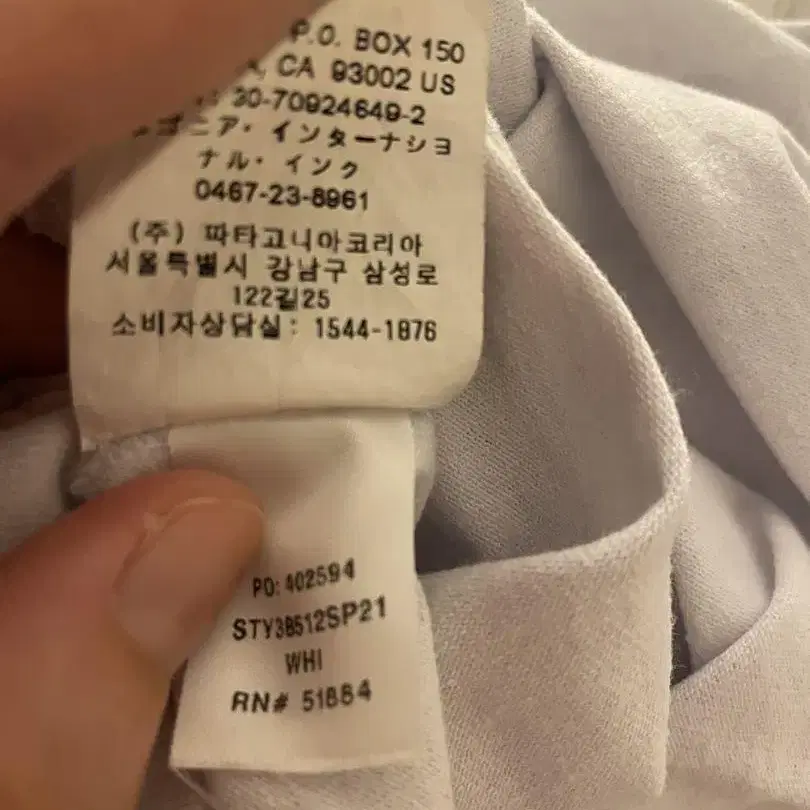 P.O. BOX 150
, CA 93002 US
30-70924649-2
ゴニア・インターナショ
ナル・インク
0467-23-8961
(주) 파타고니아코리아
서울특별시 강남구 삼성로
122길25
소비자상담실: 1544-1876
PO: 402594
STY38512SP21
WHI
RN# 51884